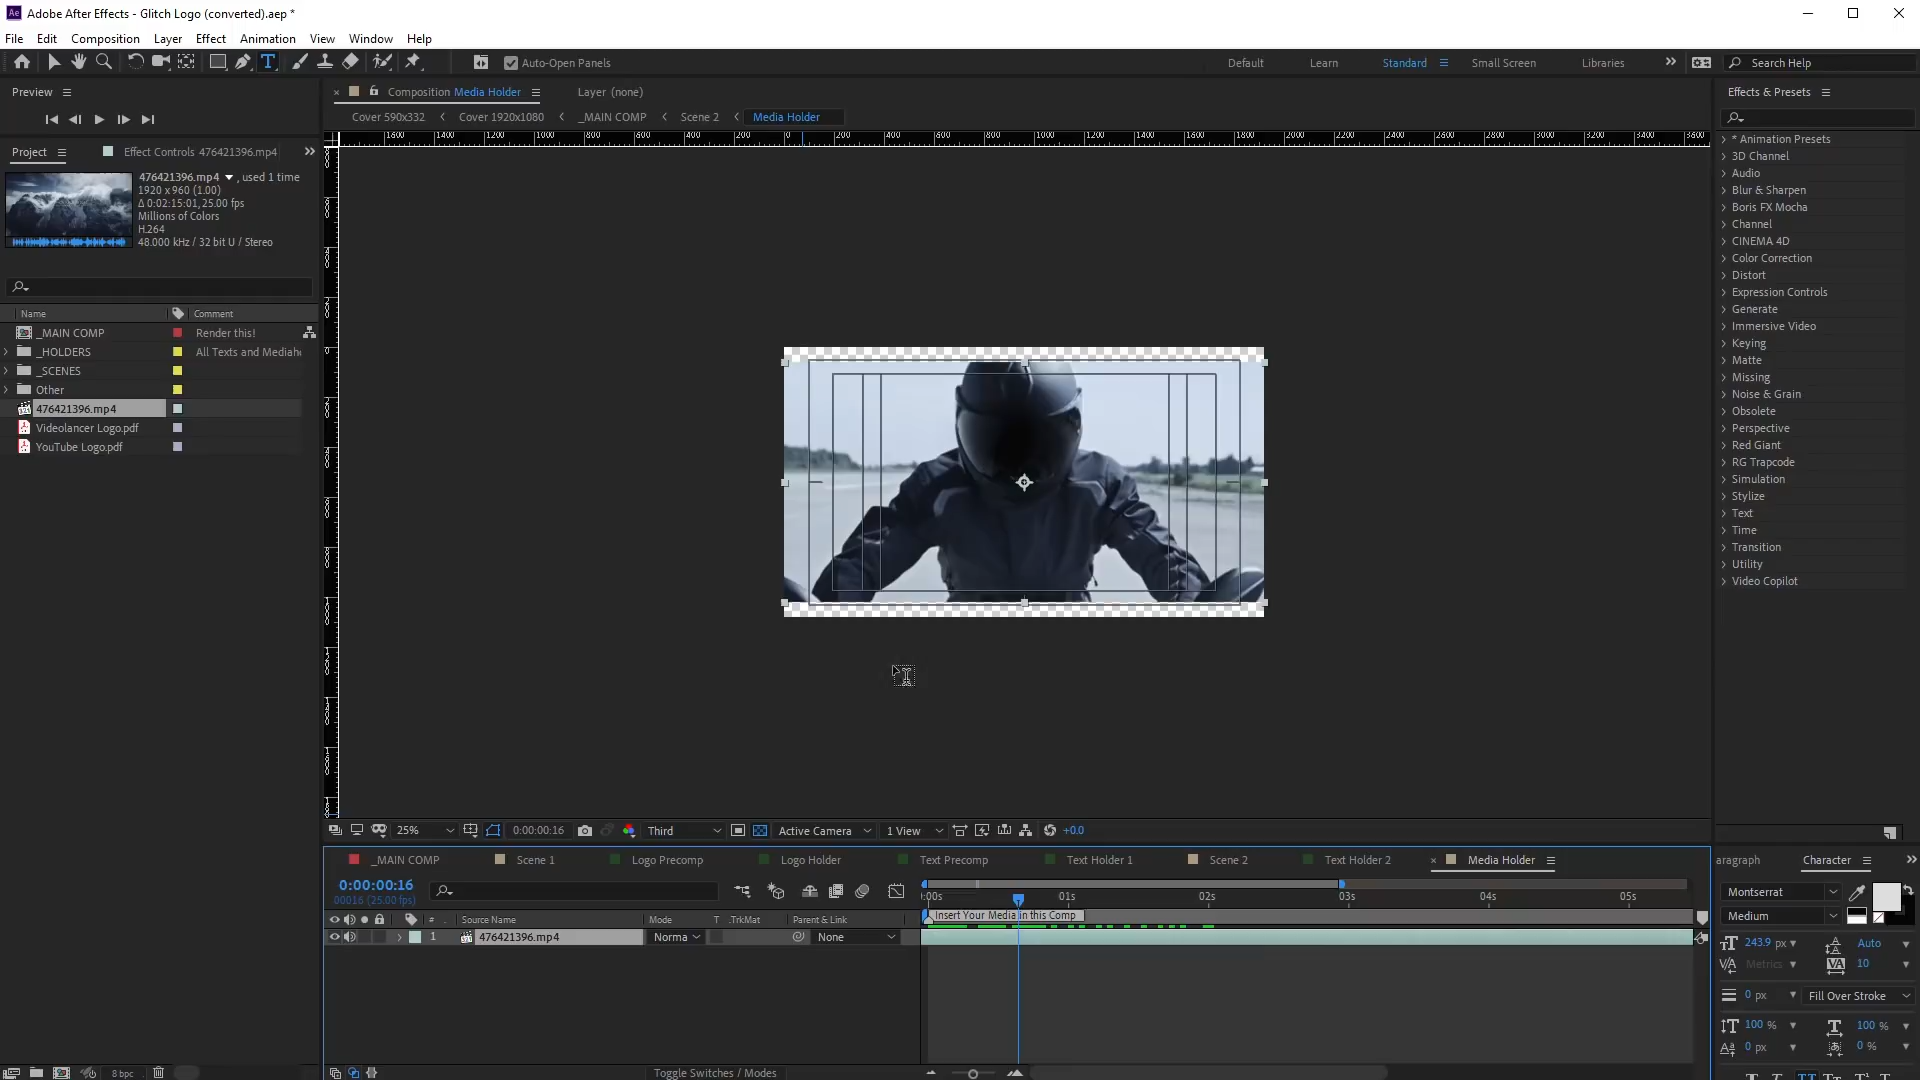 Adobe After Effects - Glitch Logo (converted).aep *
File Edit Composition Layer Effect Animation View Window Help
Auto-Open Panels
Default Learn Standard Small Screen Libraries
Search Help
Preview
Composition Media Holder
Layer (none)
Effects & Presets
Cover 590x332 Cover 1920x1080 _MAIN COMP Scene 2 Media Holder
Project
Effect Controls 476421396.mp4
476421396.mp4 , used 1 time
1920 x 960 (1.00)
Δ 0:02:15:01, 25.00 fps
Millions of Colors
H.264
48.000 kHz / 32 bit U / Stereo
Name Comment
_MAIN COMP Render this!
_HOLDERS All Texts and Mediaho
_SCENES
Other
476421396.mp4
Videolancer Logo.pdf
YouTube Logo.pdf
* Animation Presets
3D Channel
Audio
Blur & Sharpen
Boris FX Mocha
Channel
CINEMA 4D
Color Correction
Distort
Expression Controls
Generate
Immersive Video
Keying
Matte
Missing
Noise & Grain
Obsolete
Perspective
Red Giant
RG Trapcode
Simulation
Stylize
Text
Time
Transition
Utility
Video Copilot
25% 0:00:00:16 Third Active Camera 1 View +0.0
_MAIN COMP Scene 1 Logo Precomp Logo Holder Text Precomp Text Holder 1 Scene 2 Text Holder 2 Media Holder
0:00:00:16
00016 (25.00 fps)
:00s 01s 02s 03s 04s 05s
# Source Name Mode T .TrkMat Parent & Link
Insert Your Media in this Comp
1 476421396.mp4 Norma None
Toggle Switches / Modes
8 bpc
aragraph Character
Montserrat
Medium
243.9 px Auto
Metrics 10
0 px Fill Over Stroke
100 % 100 %
0 px 0 %